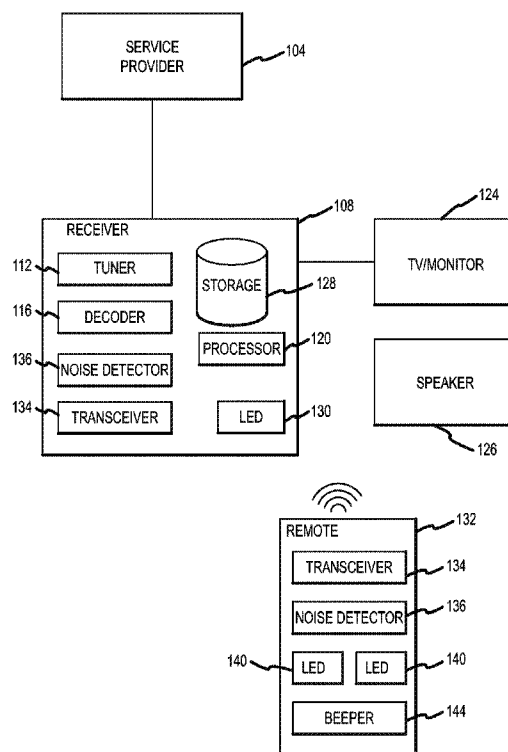 SERVICE
PROVIDER
104
108
RECEIVER
112
TUNER
116
DECODER
136
NOISE DETECTOR
134
TRANSCEIVER
STORAGE
128
PROCESSOR
120
LED
130
124
TV/MONITOR
SPEAKER
126
REMOTE
132
TRANSCEIVER
134
NOISE DETECTOR
136
140
LED
LED
140
BEEPER
144